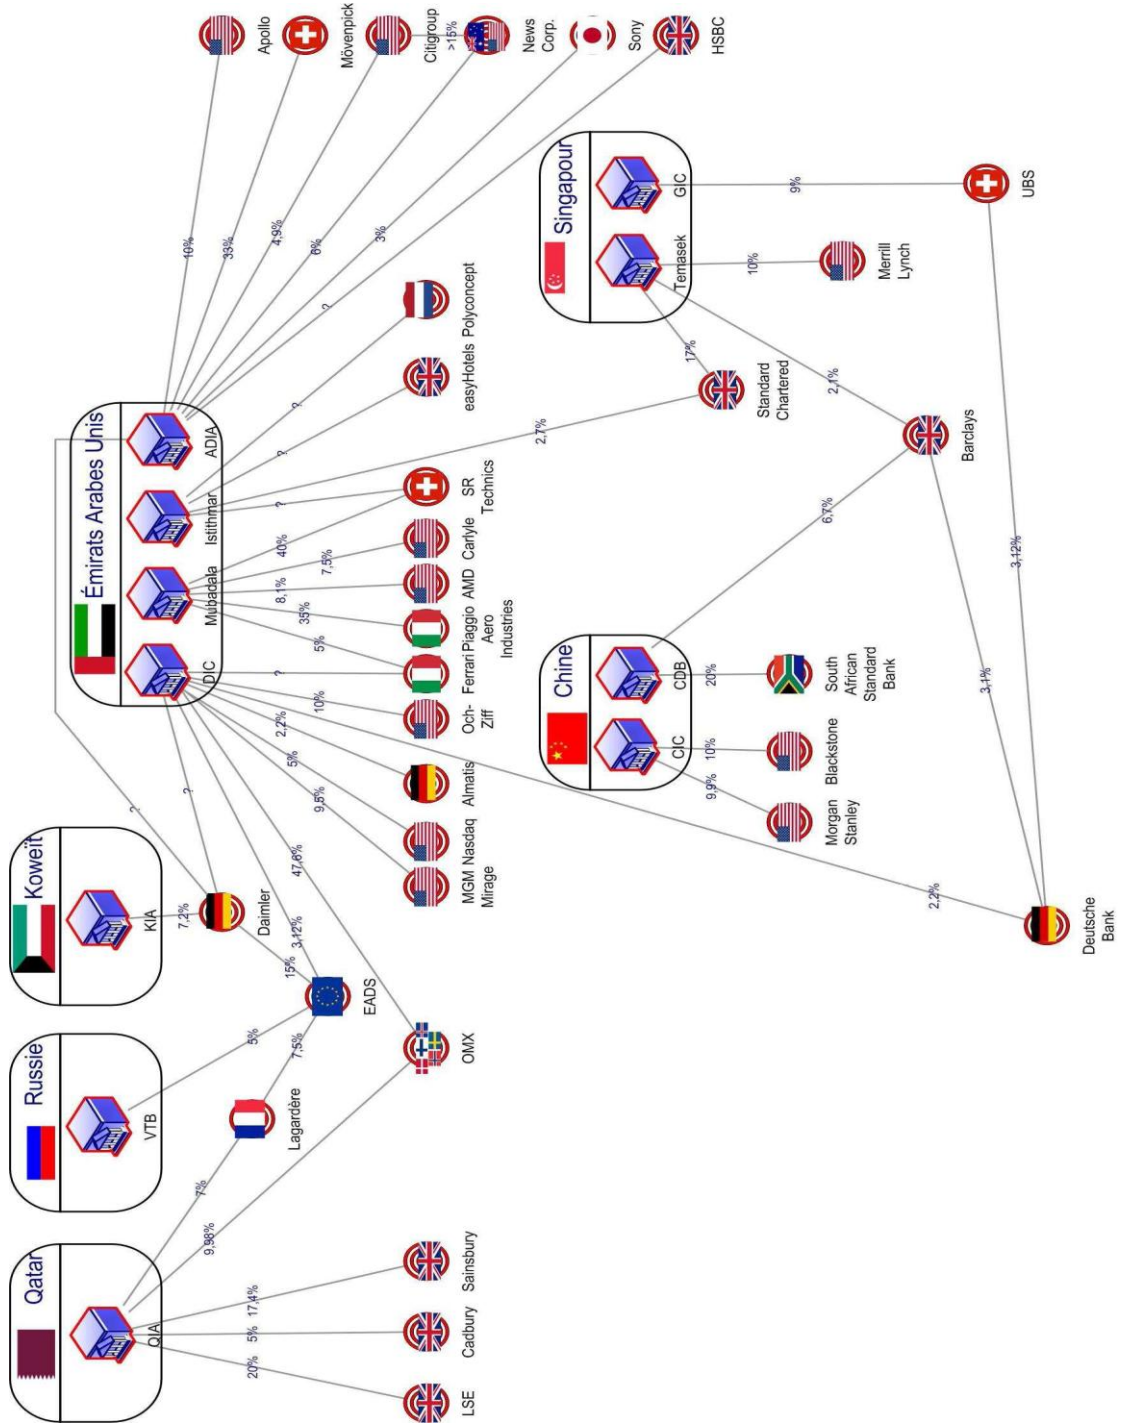 Qatar
QIA
20%
5%
17,4%
9,98%
7%
LSE
Cadbury
Sainsbury
Lagardère
7,5%
Russie
VTB
5%
EADS
OMX
Koweït
KIA
7,2%
Daimler
15%
3,12%
47,6%
?
?
Émirats Arabes Unis
DIC
Mubadala
Istithmar
ADIA
9,5%
5%
2,2%
10%
?
5%
35%
8,1%
7,5%
40%
?
?
?
2,7%
MGM
Mirage
Nasdaq
Almatis
Och-
Ziff
Ferrari
Piaggio
Aero
Industries
AMD
Carlyle
SR
Technics
easyHotels
Polyconcept
10%
33%
4,9%
6%
3%
?
Apollo
Mövenpick
Citigroup
>15%
News
Corp.
Sony
HSBC
Chine
CIC
CDB
9,9%
10%
20%
6,7%
Morgan
Stanley
Blackstone
South
African
Standard
Bank
Singapour
Temasek
GIC
17%
2,1%
10%
9%
Standard
Chartered
Merrill
Lynch
Barclays
UBS
2,2%
3,1%
3,12%
Deutsche
Bank